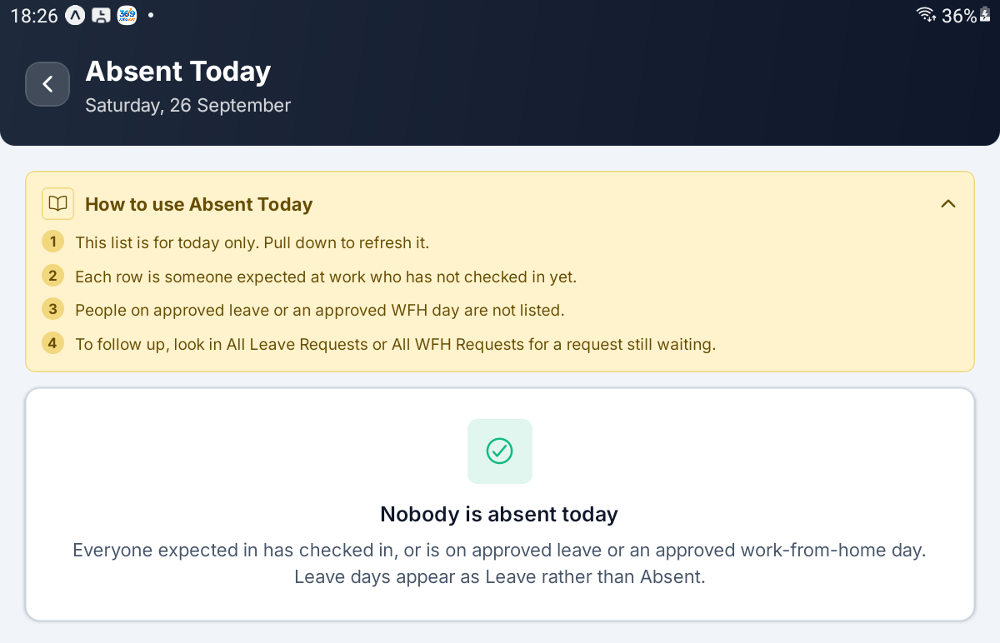 18:26
36%
Absent Today
Saturday, 26 September
How to use Absent Today
1 This list is for today only. Pull down to refresh it.
2 Each row is someone expected at work who has not checked in yet.
3 People on approved leave or an approved WFH day are not listed.
4 To follow up, look in All Leave Requests or All WFH Requests for a request still waiting.
Nobody is absent today
Everyone expected in has checked in, or is on approved leave or an approved work-from-home day.
Leave days appear as Leave rather than Absent.